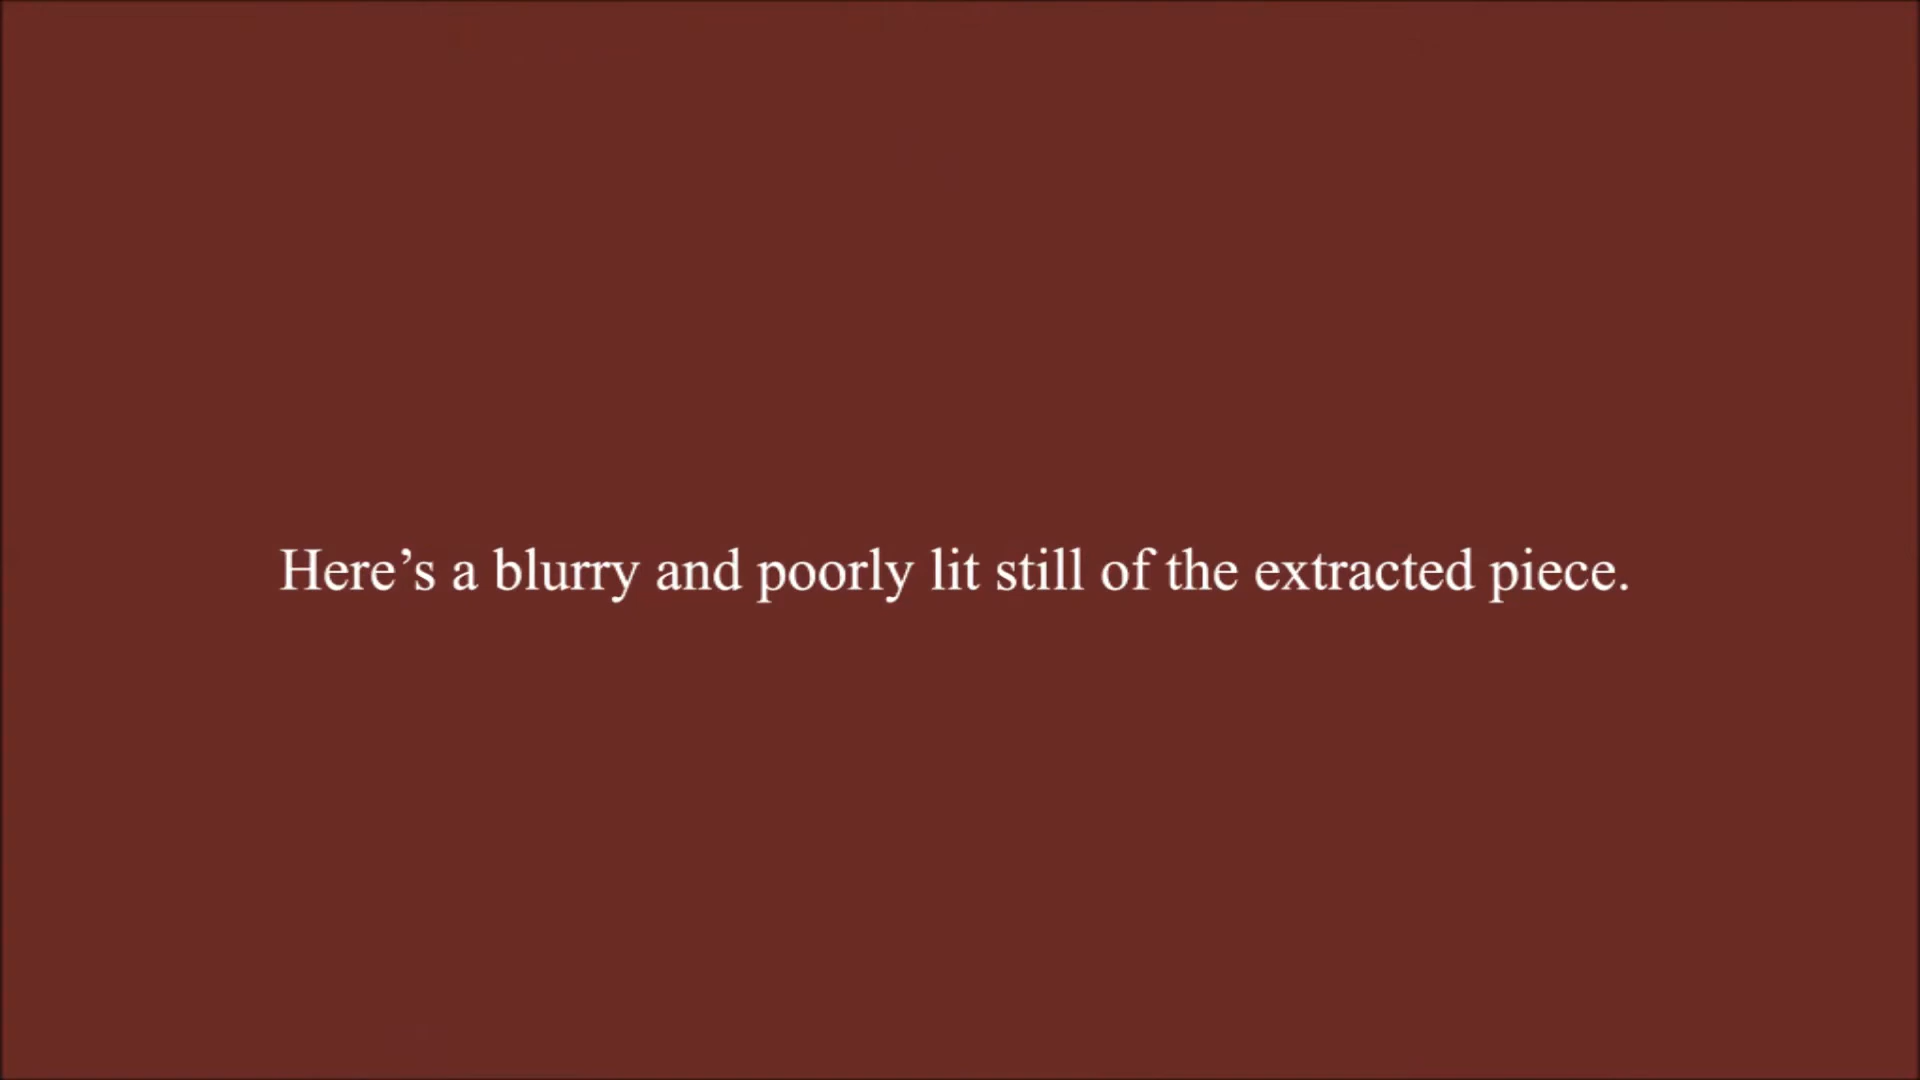 Here’s a blurry and poorly lit still of the extracted piece.